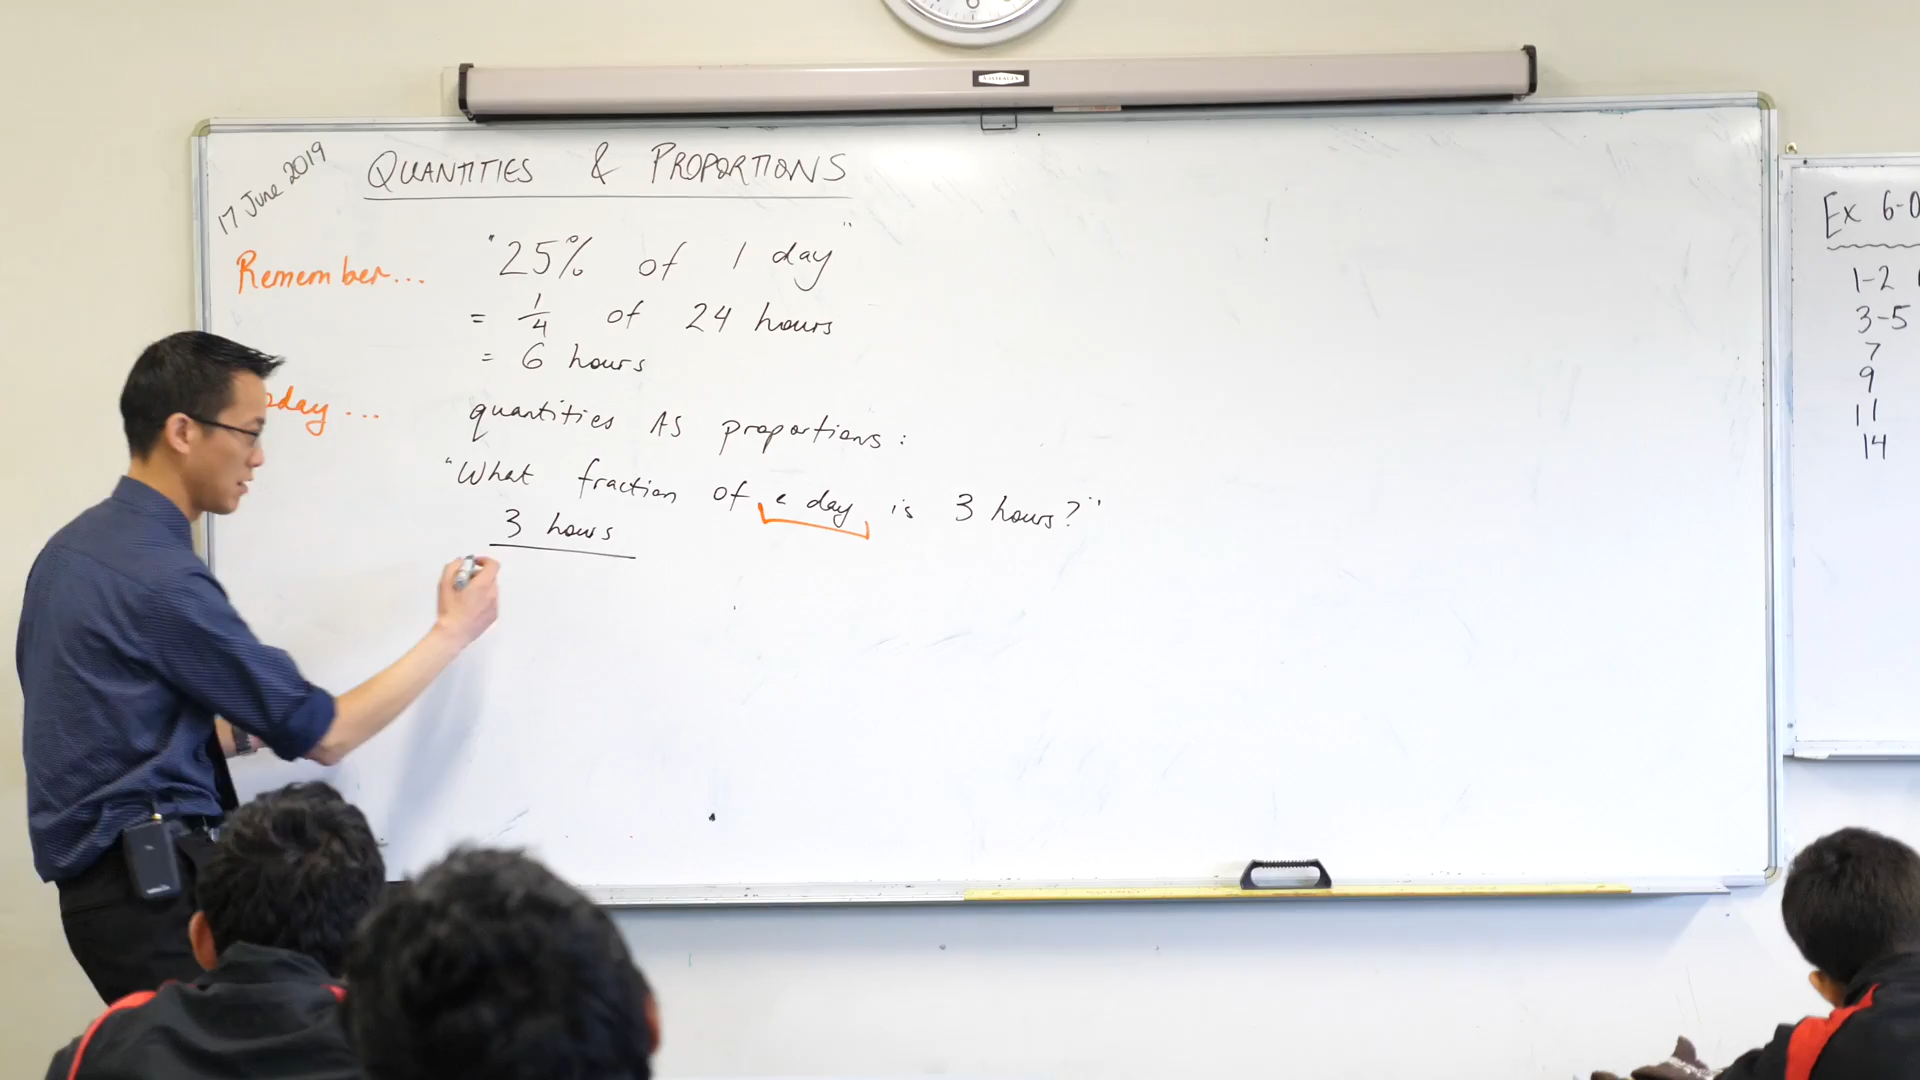 17 June 2019
QUANTITIES & PROPORTIONS
Remember...
"25% of 1 day"
= 1/4 of 24 hours
= 6 hours
oday...
quantities AS proportions:
"What fraction of a day is 3 hours?"
3 hours
Ex 6-0
1-2
3-5
7
9
11
14